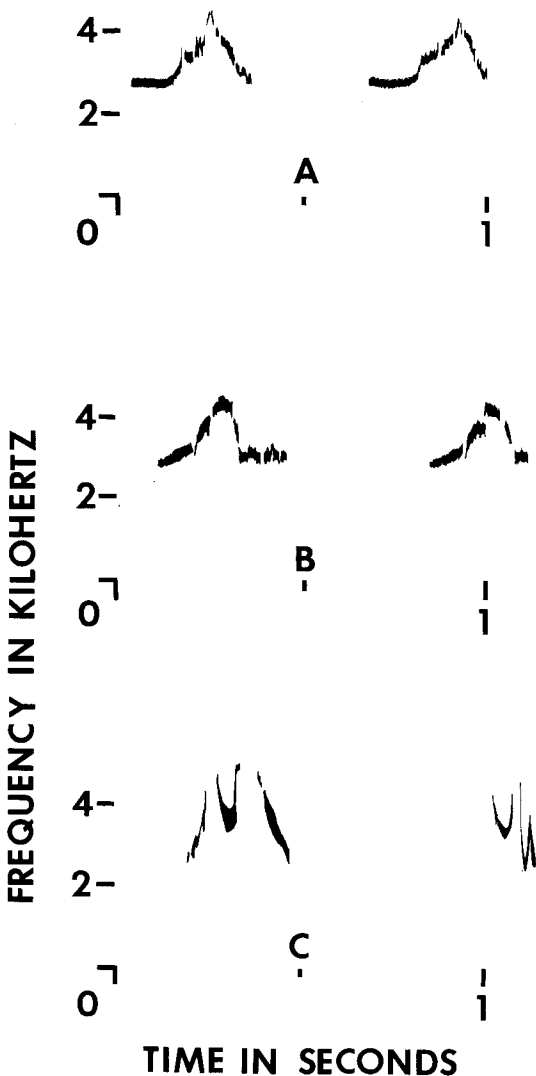 4-
2-
A
0
1
4-
2-
B
0
1
4-
2-
C
0
1
FREQUENCY IN KILOHERTZ
TIME IN SECONDS